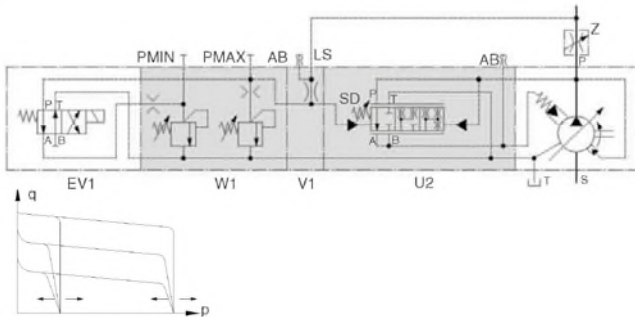 PMIN PMAX AB LS AB Z
P
P T
A B
SD
P T
A B
T S
EV1 W1 V1 U2
q
p